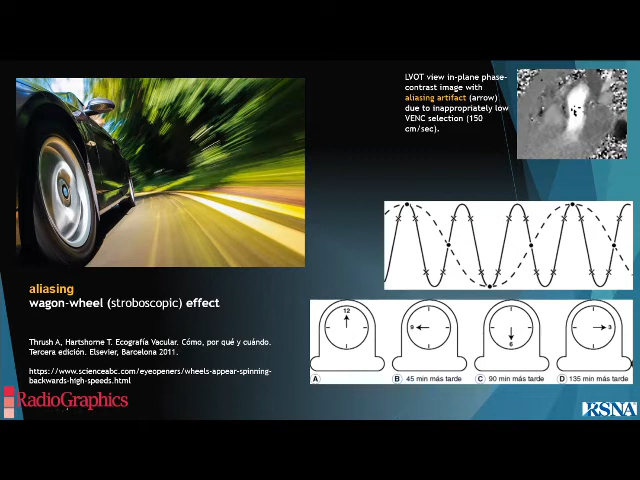 LVOT view in-plane phase-
contrast image with
aliasing artifact (arrow)
due to inappropriately low
VENC selection (150
cm/sec).
aliasing
wagon-wheel (stroboscopic) effect
Thrush A, Hartshorne T. Ecografía Vacular. Cómo, por qué y cuándo.
Tercera edición. Elsevier, Barcelona 2011.
https://www.scienceabc.com/eyeopeners/wheels-appear-spinning-
backwards-high-speeds.html
12
9
6
3
A
B 45 min más tarde
C 90 min más tarde
D 135 min más tarde
RadioGraphics
RSNA